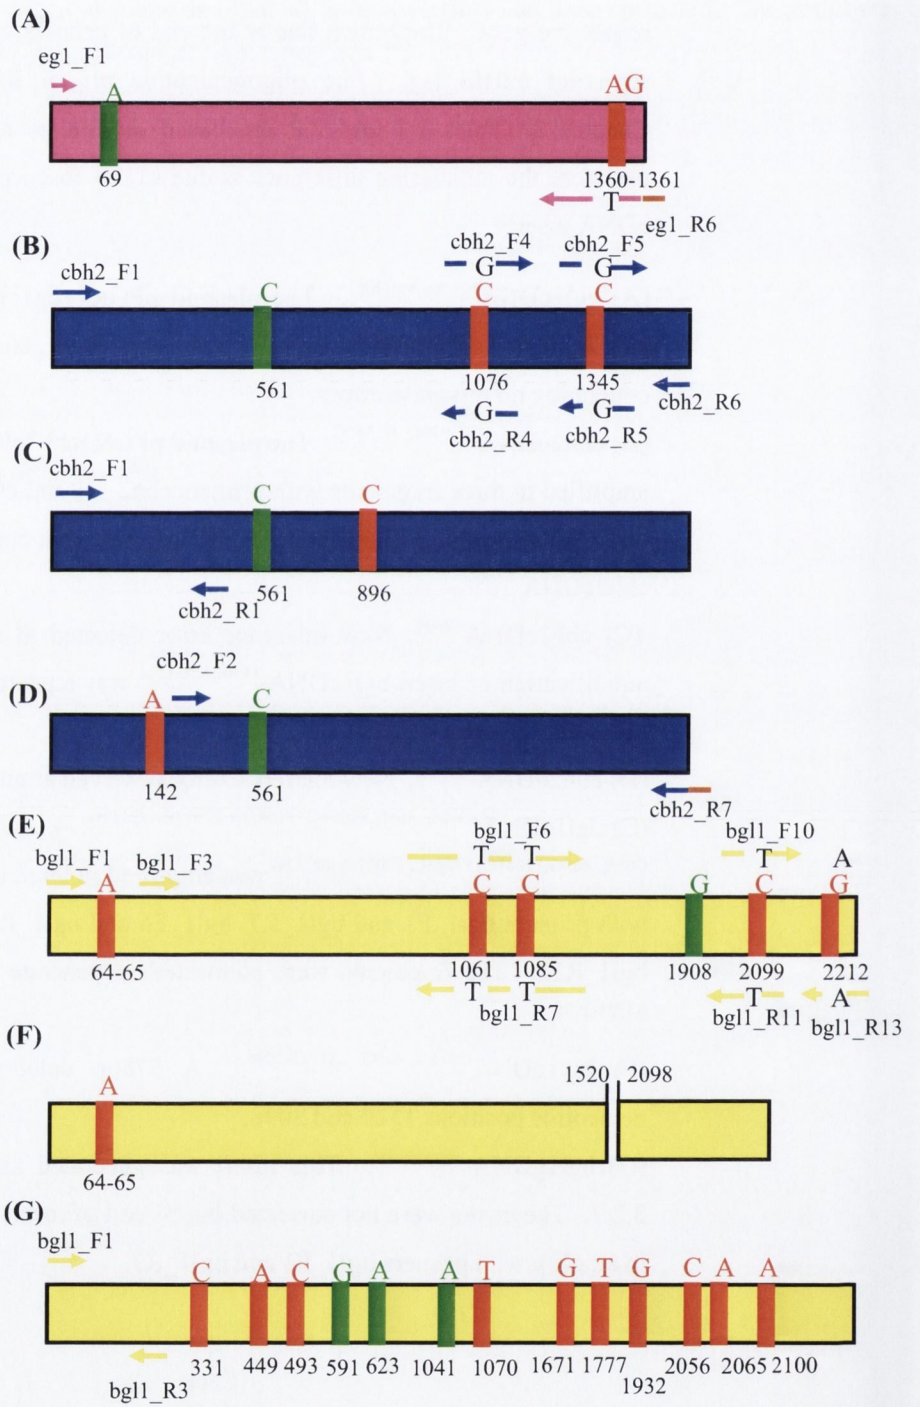 (A)
eg1_F1
A AG
69 1360-1361
T
eg1_R6
(B)
cbh2_F4 cbh2_F5
cbh2_F1 G G
C C C
561 1076 1345
G G cbh2_R6
cbh2_R4 cbh2_R5
(C)
cbh2_F1
C C
561 896
cbh2_R1
cbh2_F2
(D)
A C
142 561
cbh2_R7
(E)
bgl1_F6 bgl1_F10
bgl1_F1 bgl1_F3 T T T A
A C C G C G
64-65 1061 1085 1908 2099 2212
T T T A
bgl1_R7 bgl1_R11 bgl1_R13
(F)
1520 2098
A
64-65
(G)
bgl1_F1
C A C G A A T G T G C A A
331 449 493 591 623 1041 1070 1671 1777 2056 2065 2100
1932
bgl1_R3